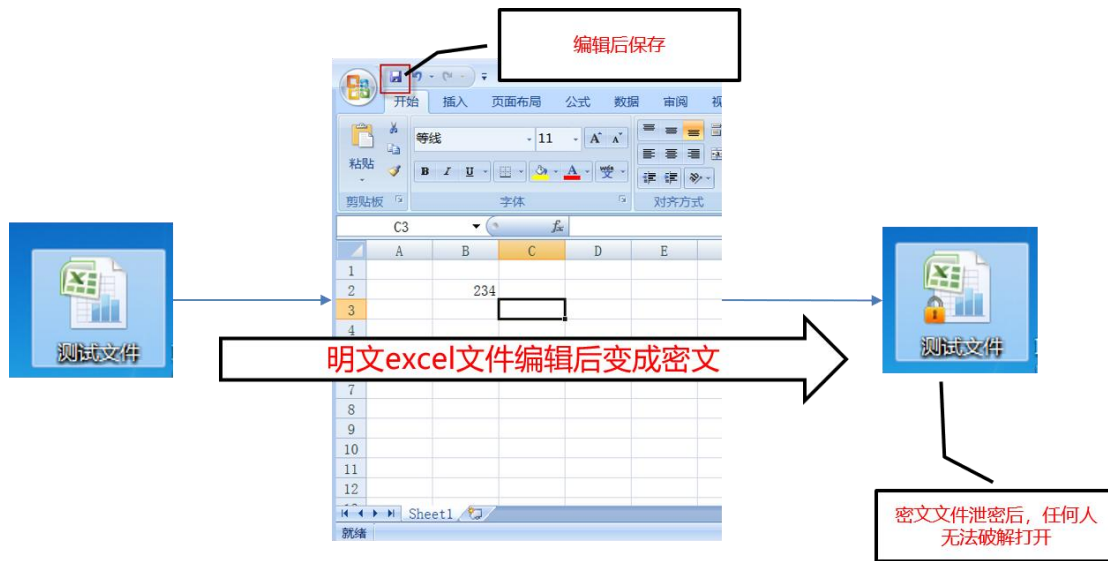 编辑后保存
开始 插入 页面布局 公式 数据 审阅
等线 11 A A
粘贴 B I U A 文
剪贴板 字体 对齐方式
C3 fx
A B C D E
1
2 234
3
4
测试文件
明文excel文件编辑后变成密文
测试文件
7
8
9
10
11
12
Sheet1
就绪
密文文件泄密后，任何人
无法破解打开